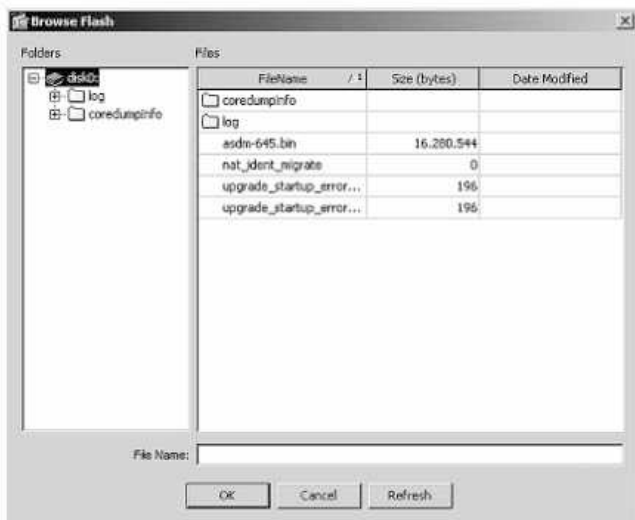 Browse Flash
Folders
Files
disk0:
log
coredumpinfo
FileName / 1 Size (bytes) Date Modified
coredumpinfo
log
asdm-645.bin 16.280.544
nat_ident_migrate 0
upgrade_startup_error... 196
upgrade_startup_error... 196
File Name:
OK Cancel Refresh